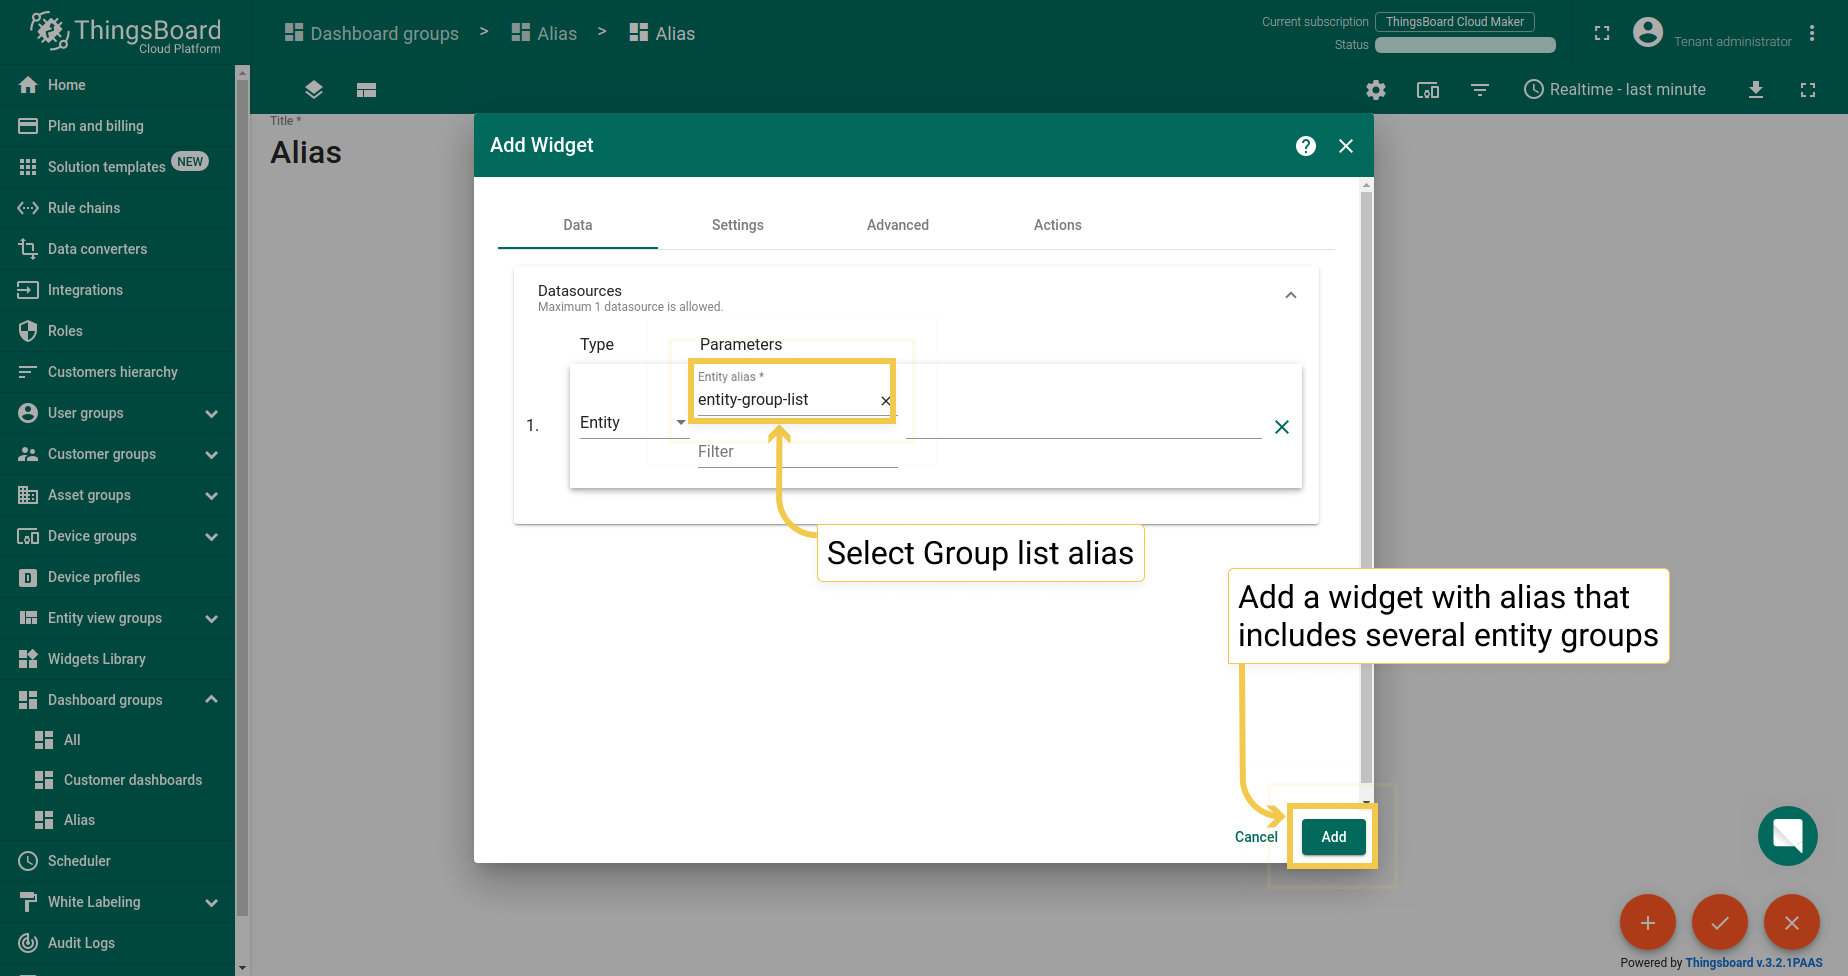 ThingsBoard
Cloud Platform
Dashboard groups > Alias > Alias
Current subscription ThingsBoard Cloud Maker
Status
Tenant administrator
Realtime - last minute
Home
Plan and billing
Solution templates NEW
Rule chains
Data converters
Integrations
Roles
Customers hierarchy
User groups
Customer groups
Asset groups
Device groups
Device profiles
Entity view groups
Widgets Library
Dashboard groups
All
Customer dashboards
Alias
Scheduler
White Labeling
Audit Logs
Title *
Alias
Add Widget
Data Settings Advanced Actions
Datasources
Maximum 1 datasource is allowed.
Type Parameters
Entity alias *
entity-group-list
1. Entity
Filter
Select Group list alias
Add a widget with alias that
includes several entity groups
Cancel Add
Powered by Thingsboard v.3.2.1PAAS